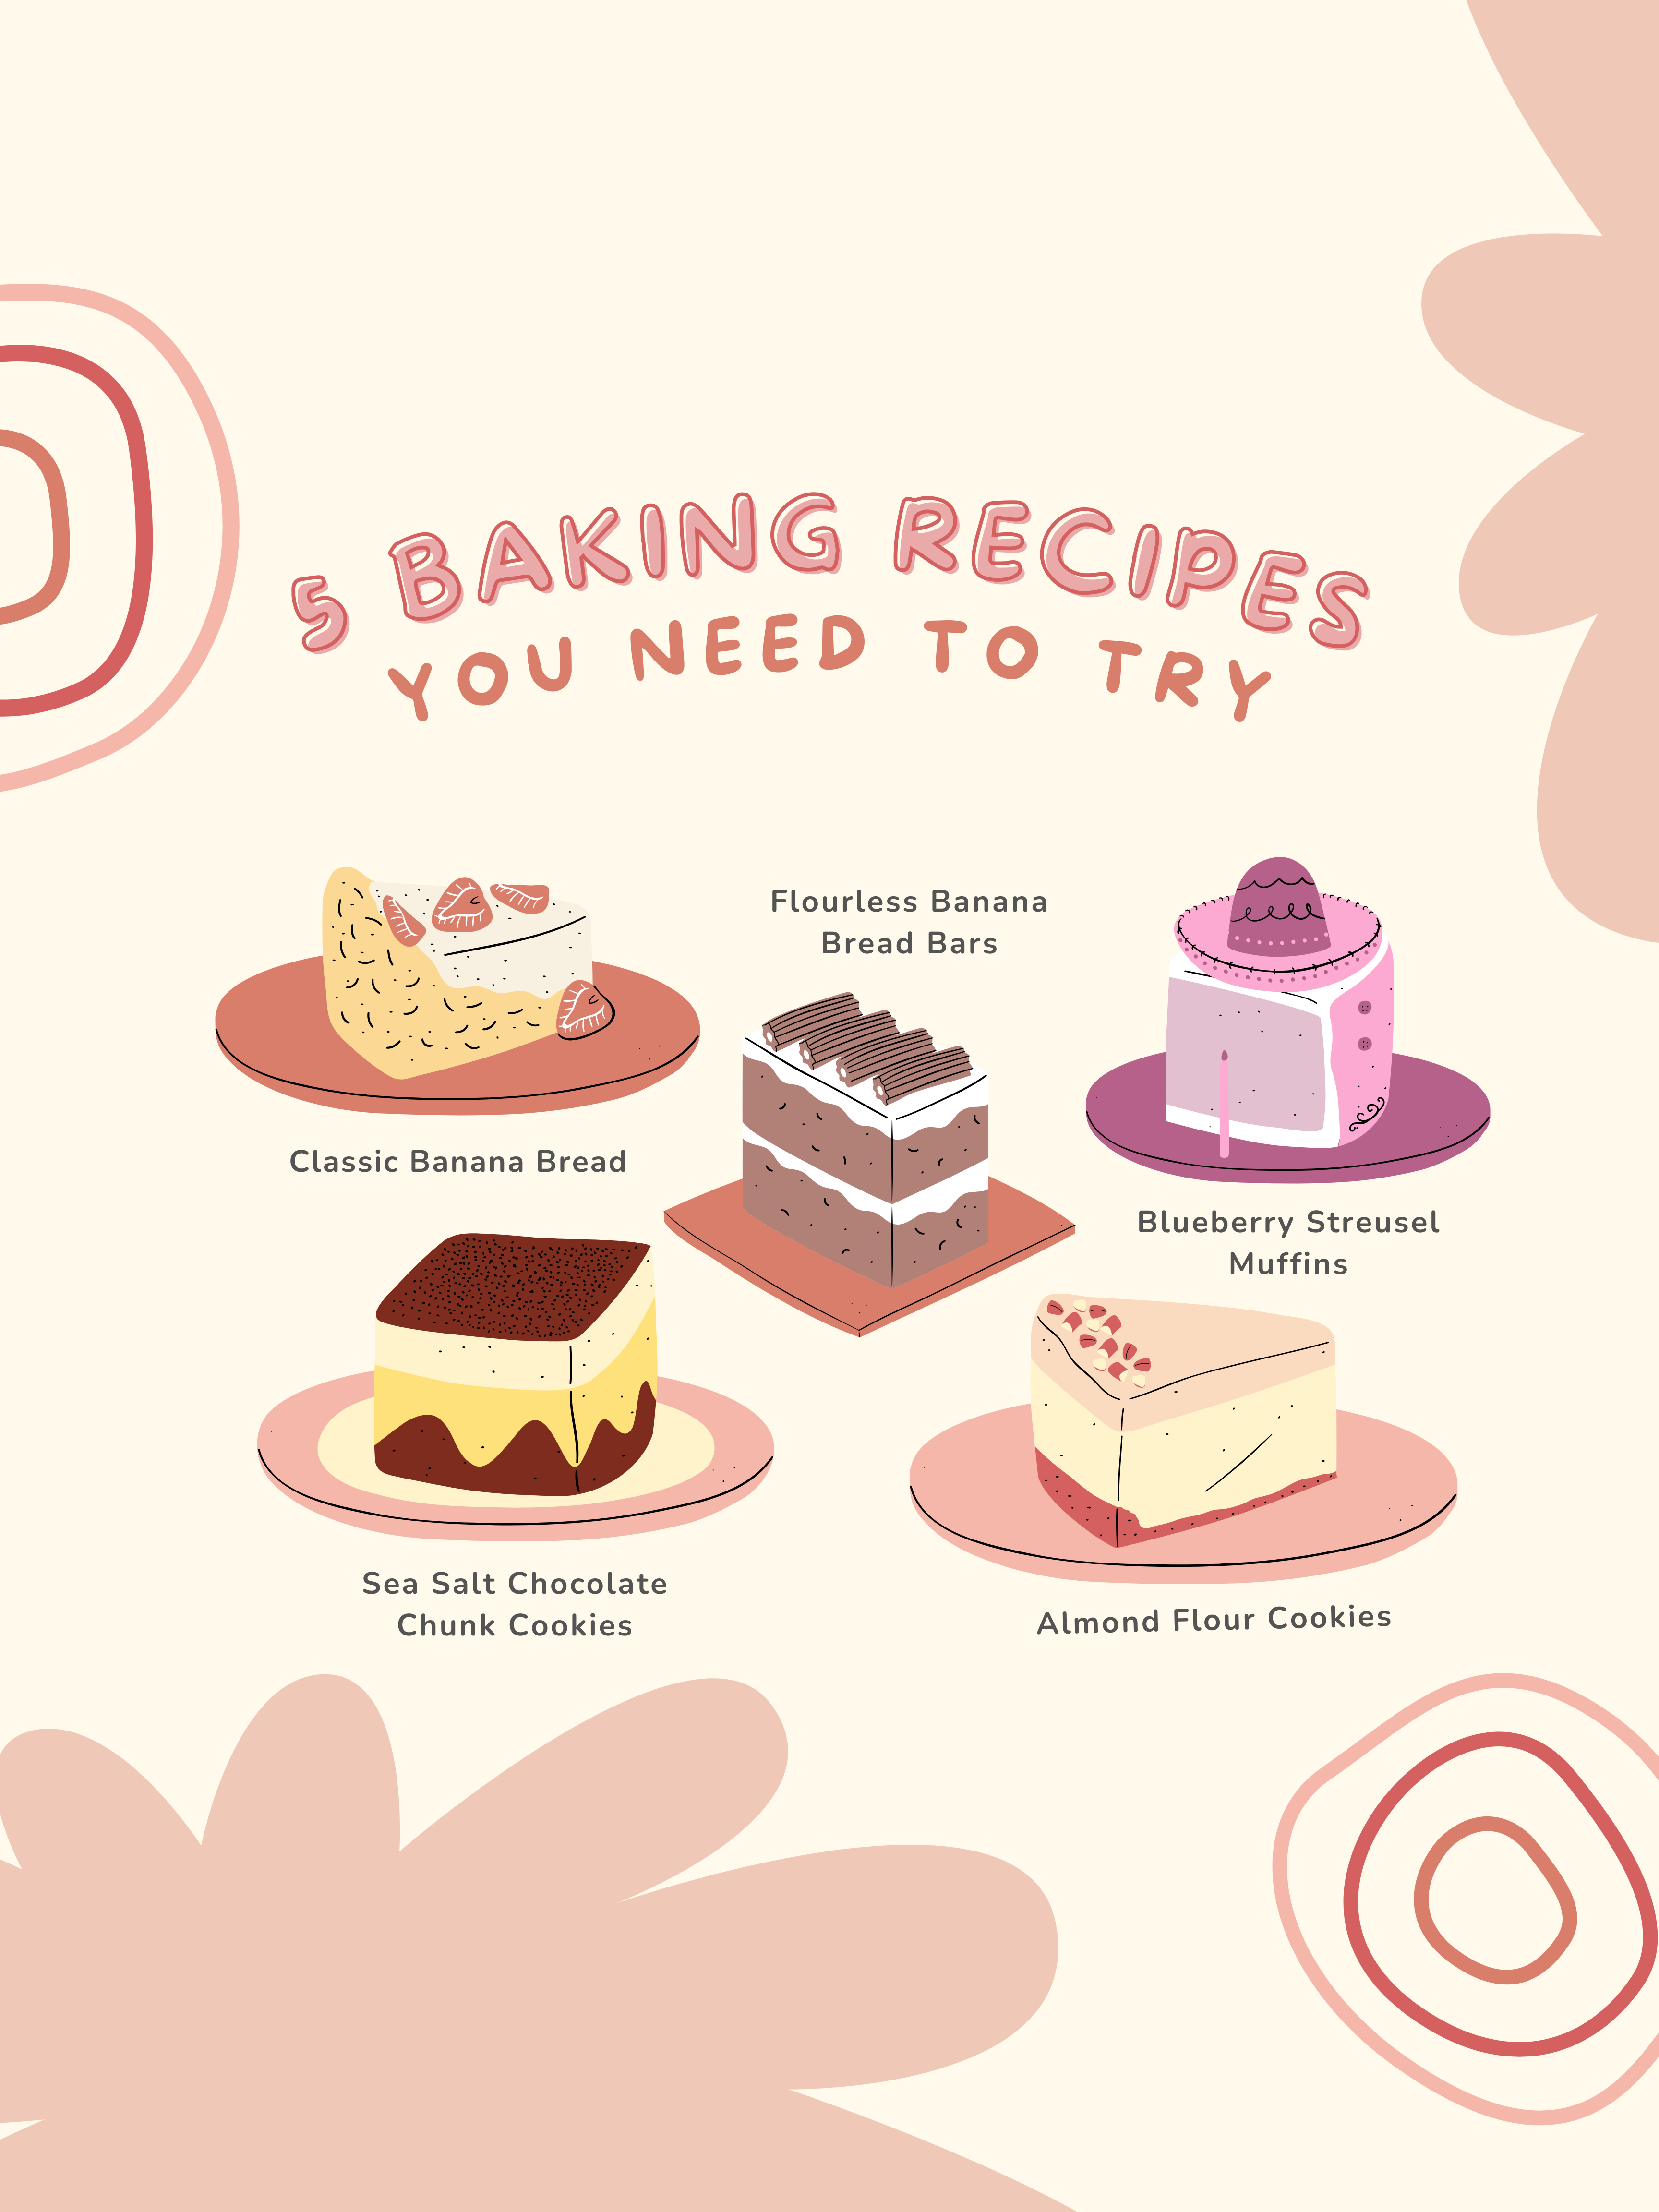 5 BAKING RECIPES
YOU NEED TO TRY
Flourless Banana
Bread Bars
Classic Banana Bread
Blueberry Streusel
Muffins
Sea Salt Chocolate
Chunk Cookies
Almond Flour Cookies